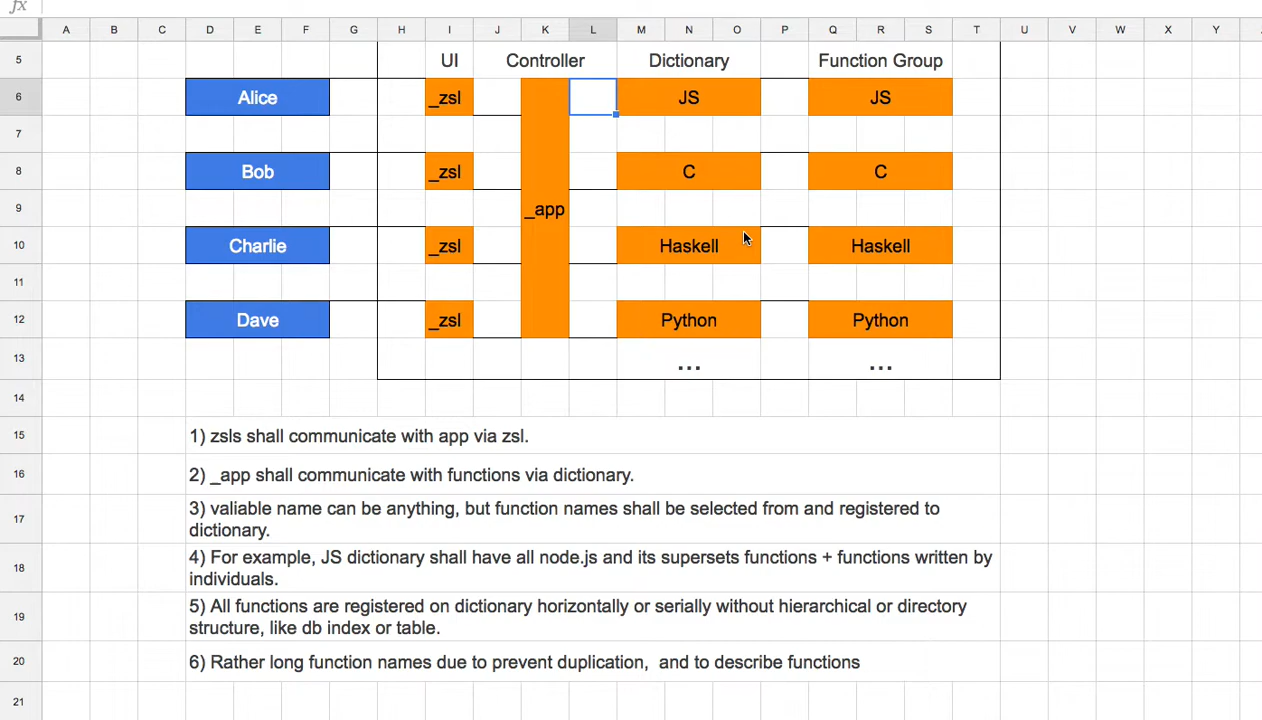 fx
A B C D E F G H I J K L M N O P Q R S T U V W X Y
5 UI Controller Dictionary Function Group
6 Alice _zsl JS JS
7
8 Bob _zsl C C
9 _app
10 Charlie _zsl Haskell Haskell
11
12 Dave _zsl Python Python
13 ... ...
14
15 1) zsls shall communicate with app via zsl.
16 2) _app shall communicate with functions via dictionary.
17 3) valiable name can be anything, but function names shall be selected from and registered to
dictionary.
18 4) For example, JS dictionary shall have all node.js and its supersets functions + functions written by
individuals.
19 5) All functions are registered on dictionary horizontally or serially without hierarchical or directory
structure, like db index or table.
20 6) Rather long function names due to prevent duplication,  and to describe functions
21